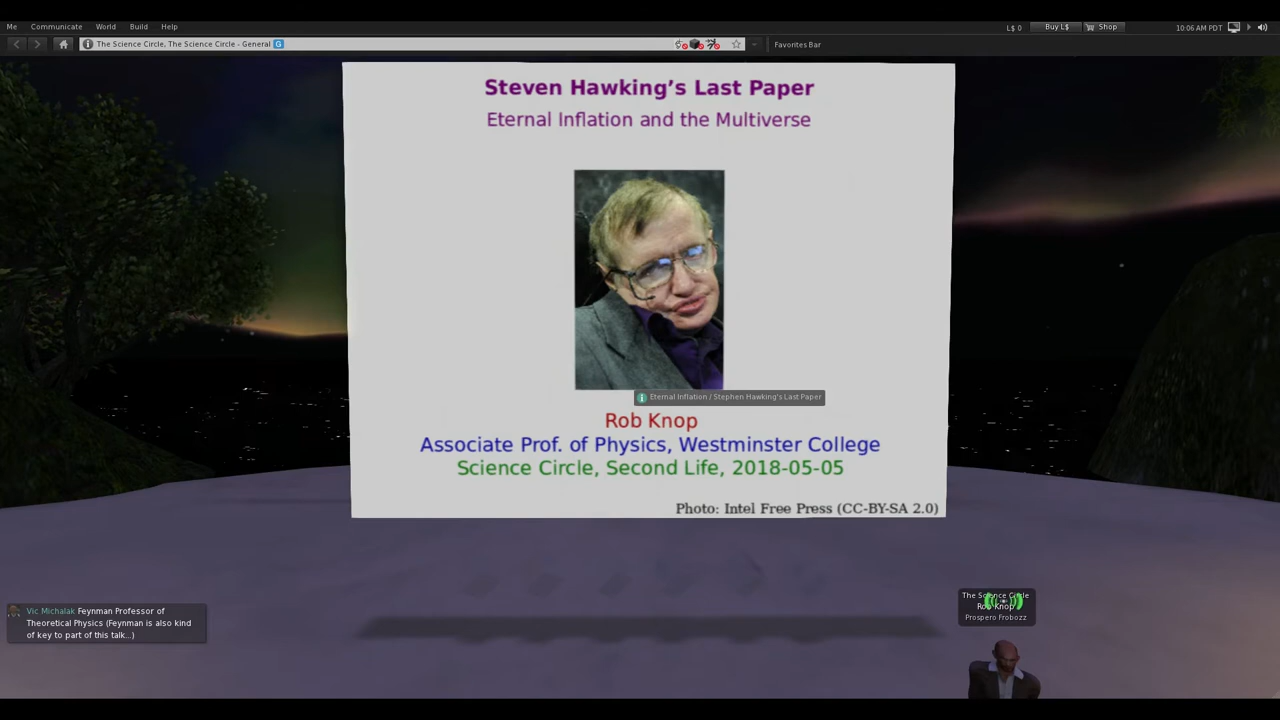 Me Communicate World Build Help L$ 0 Buy L$ Shop 10:06 AM PDT
The Science Circle, The Science Circle - General G Favorites Bar
Steven Hawking’s Last Paper
Eternal Inflation and the Multiverse
Eternal Inflation / Stephen Hawking's Last Paper
Rob Knop
Associate Prof. of Physics, Westminster College
Science Circle, Second Life, 2018-05-05
Photo: Intel Free Press (CC-BY-SA 2.0)
The Science Circle
Rob Knop
Prospero Frobozz
Vic Michalak Feynman Professor of
Theoretical Physics (Feynman is also kind
of key to part of this talk...)